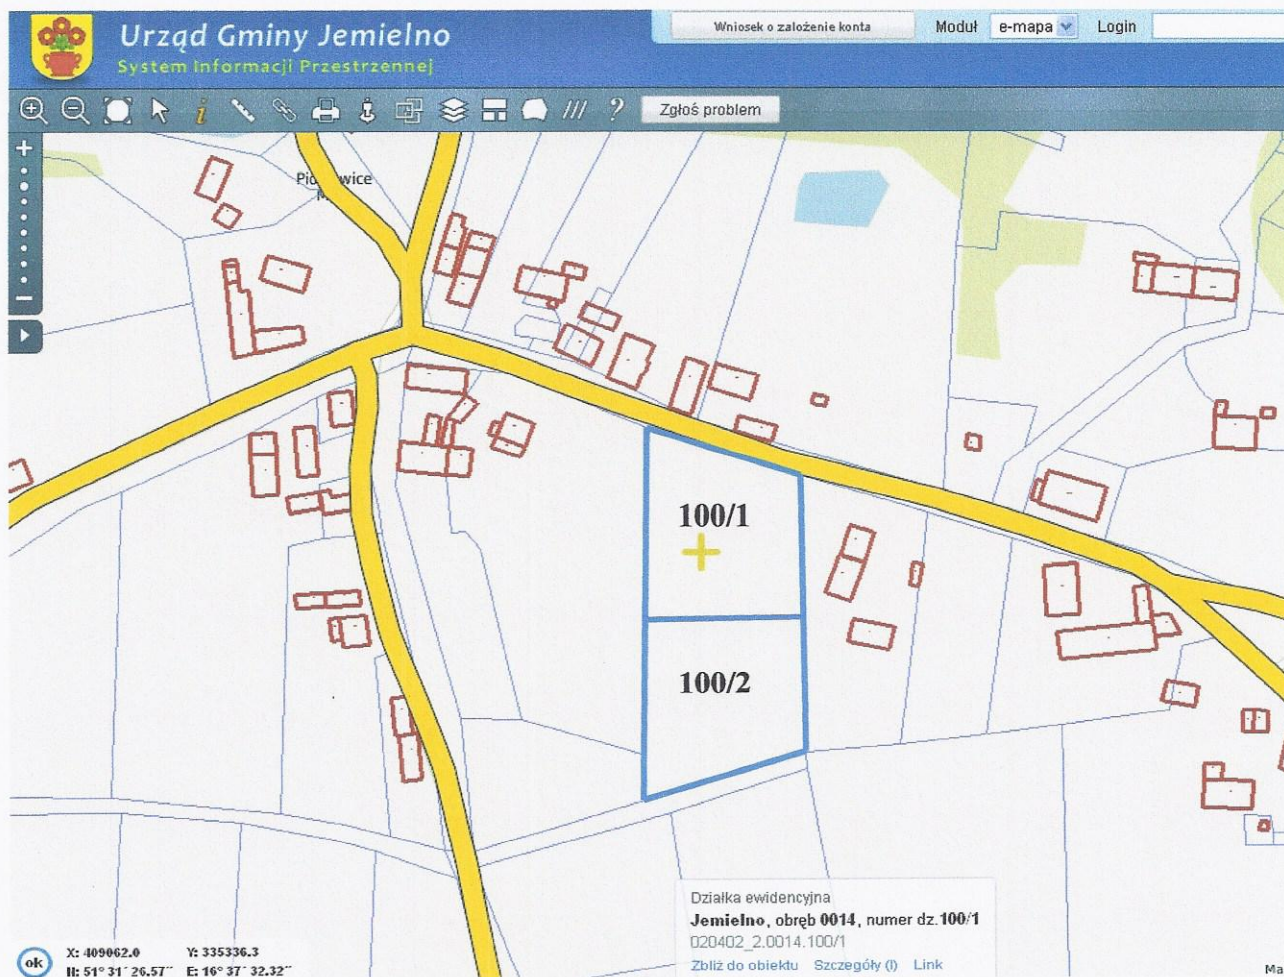 Urząd Gminy Jemielno
System Informacji Przestrzennej
Wniosek o założenie konta
Moduł e-mapa Login
i ? Zgłoś problem
100/1
100/2
Działka ewidencyjna
Jemielno, obręb 0014, numer dz.100/1
020402_2.0014.100/1
Zbliż do obiektu Szczegóły (I) Link
ok
X: 409062.0 Y: 335336.3
N: 51° 31´ 26.57´´ E: 16° 37´ 32.32´´